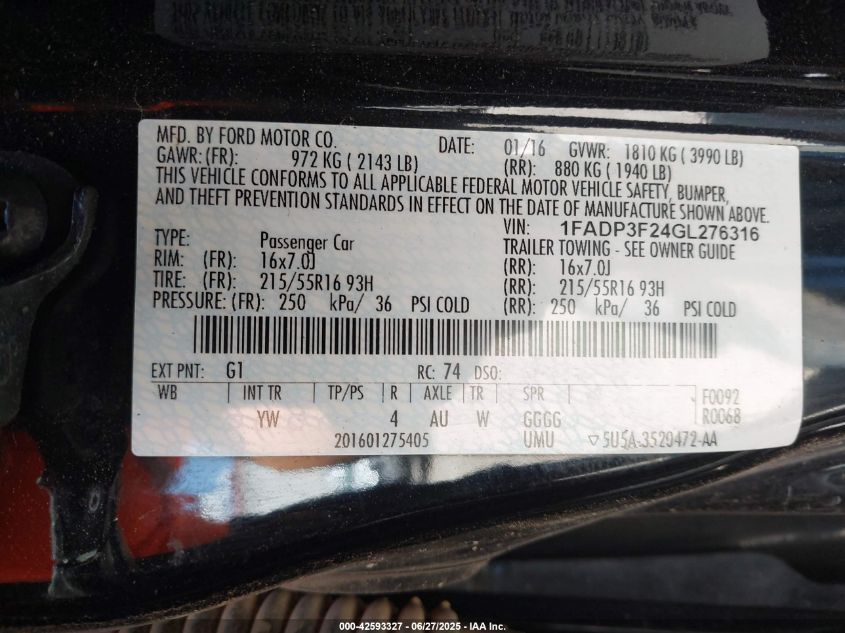 MFD. BY FORD MOTOR CO. DATE: 01/16 GVWR: 1810 KG ( 3990 LB)
GAWR: (FR): 972 KG ( 2143 LB) (RR): 880 KG ( 1940 LB)
THIS VEHICLE CONFORMS TO ALL APPLICABLE FEDERAL MOTOR VEHICLE SAFETY, BUMPER,
AND THEFT PREVENTION STANDARDS IN EFFECT ON THE DATE OF MANUFACTURE SHOWN ABOVE.
VIN: 1FADP3F24GL276316
TYPE: Passenger Car TRAILER TOWING - SEE OWNER GUIDE
RIM: (FR): 16x7.0J (RR): 16x7.0J
TIRE: (FR): 215/55R16 93H (RR): 215/55R16 93H
PRESSURE: (FR): 250 kPa/ 36 PSI COLD (RR): 250 kPa/ 36 PSI COLD
EXT PNT: G1 RC: 74 DSO:
WB INT TR TP/PS R AXLE TR SPR F0092
YW 4 AU W GGGG R0068
201601275405 UMU ▽5U5A-3520472-AA
000-42593327 - 06/27/2025 - IAA Inc.